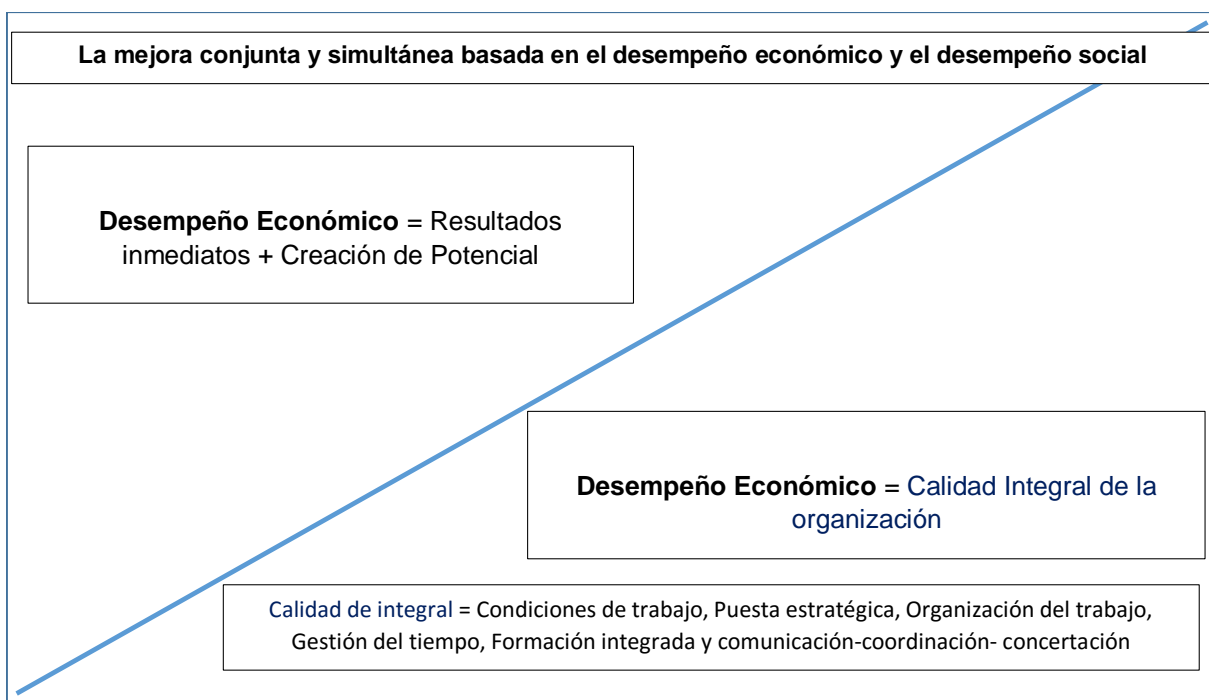 La mejora conjunta y simultánea basada en el desempeño económico y el desempeño social
Desempeño Económico = Resultados
inmediatos + Creación de Potencial
Desempeño Económico = Calidad Integral de la
organización
Calidad de integral = Condiciones de trabajo, Puesta estratégica, Organización del trabajo,
Gestión del tiempo, Formación integrada y comunicación-coordinación- concertación